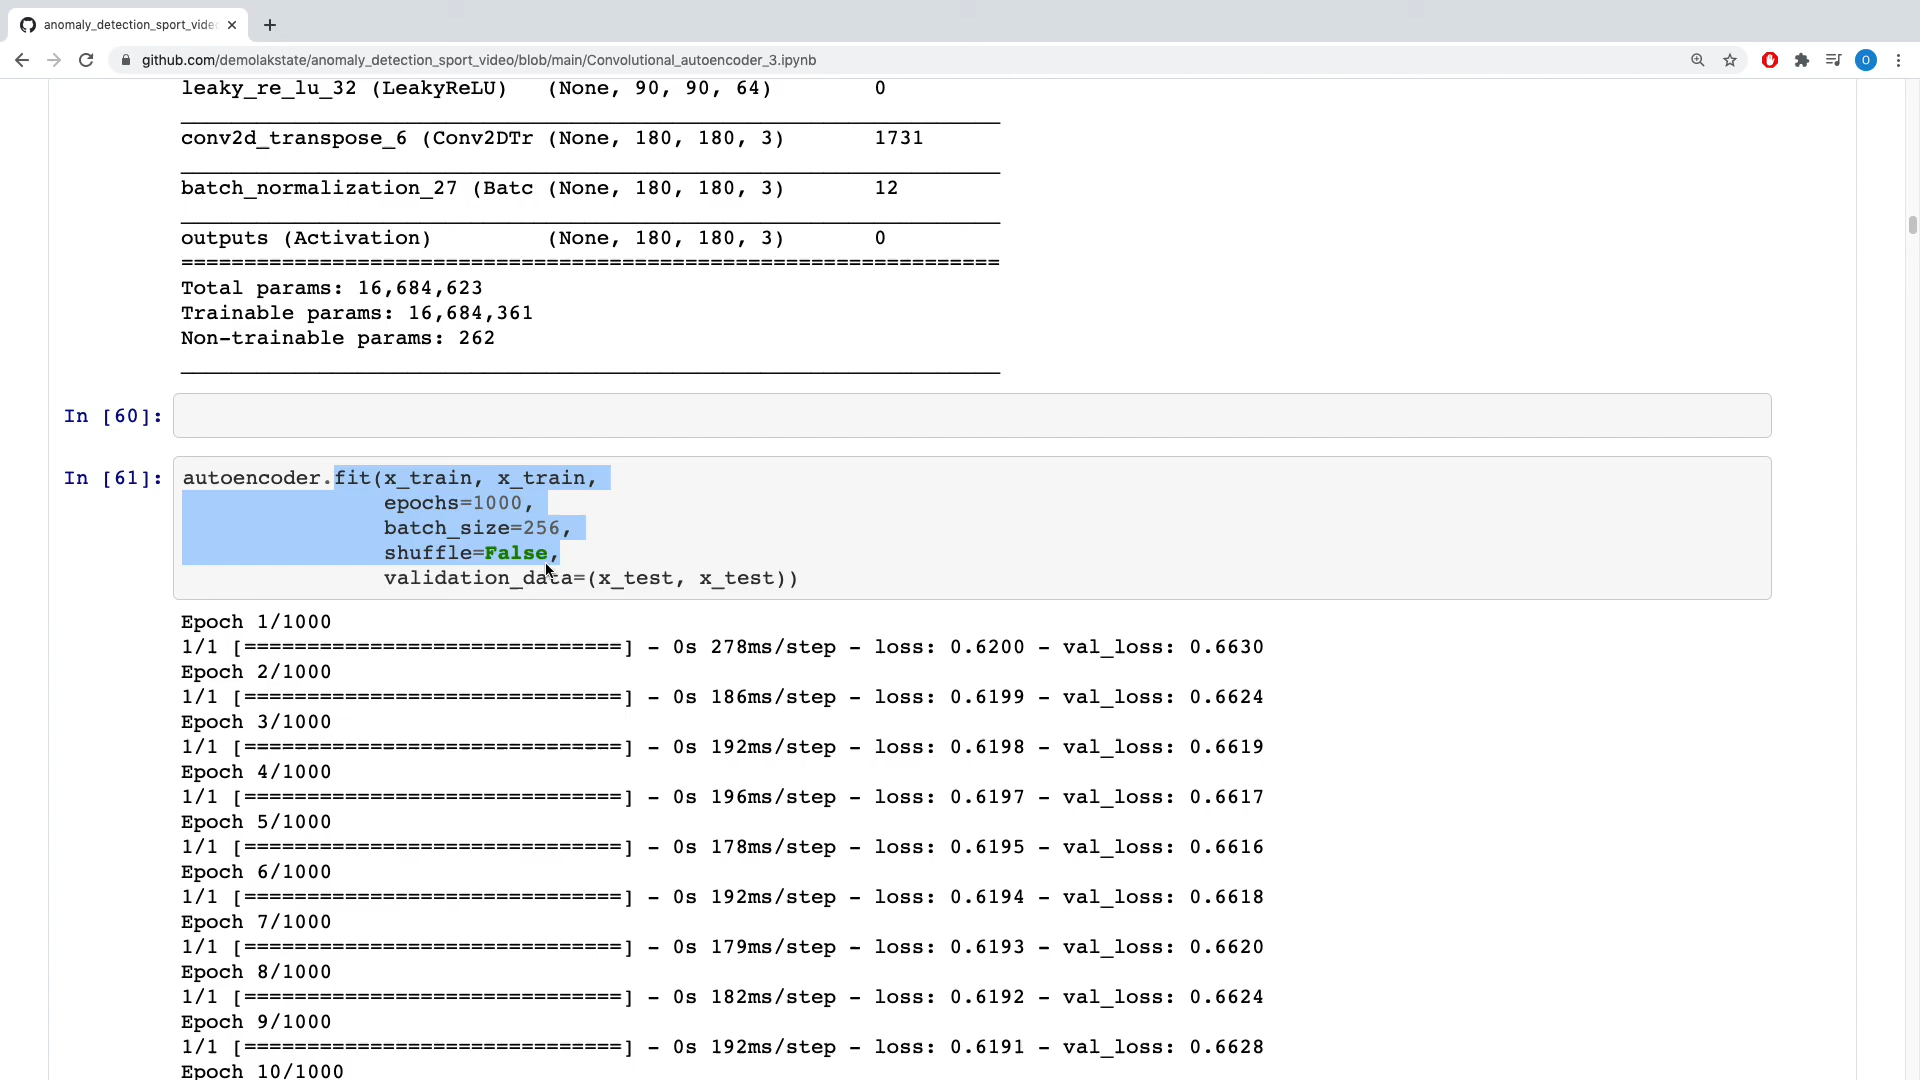 anomaly_detection_sport_vide
github.com/demolakstate/anomaly_detection_sport_video/blob/main/Convolutional_autoencoder_3.ipynb
O
leaky_re_lu_32 (LeakyReLU) (None, 90, 90, 64) 0
conv2d_transpose_6 (Conv2DTr (None, 180, 180, 3) 1731
batch_normalization_27 (Batc (None, 180, 180, 3) 12
outputs (Activation) (None, 180, 180, 3) 0
=================================================================
Total params: 16,684,623
Trainable params: 16,684,361
Non-trainable params: 262
In [60]:
In [61]: autoencoder.fit(x_train, x_train,
epochs=1000,
batch_size=256,
shuffle=False,
validation_data=(x_test, x_test))
Epoch 1/1000
1/1 [==============================] - 0s 278ms/step - loss: 0.6200 - val_loss: 0.6630
Epoch 2/1000
1/1 [==============================] - 0s 186ms/step - loss: 0.6199 - val_loss: 0.6624
Epoch 3/1000
1/1 [==============================] - 0s 192ms/step - loss: 0.6198 - val_loss: 0.6619
Epoch 4/1000
1/1 [==============================] - 0s 196ms/step - loss: 0.6197 - val_loss: 0.6617
Epoch 5/1000
1/1 [==============================] - 0s 178ms/step - loss: 0.6195 - val_loss: 0.6616
Epoch 6/1000
1/1 [==============================] - 0s 192ms/step - loss: 0.6194 - val_loss: 0.6618
Epoch 7/1000
1/1 [==============================] - 0s 179ms/step - loss: 0.6193 - val_loss: 0.6620
Epoch 8/1000
1/1 [==============================] - 0s 182ms/step - loss: 0.6192 - val_loss: 0.6624
Epoch 9/1000
1/1 [==============================] - 0s 192ms/step - loss: 0.6191 - val_loss: 0.6628
Epoch 10/1000